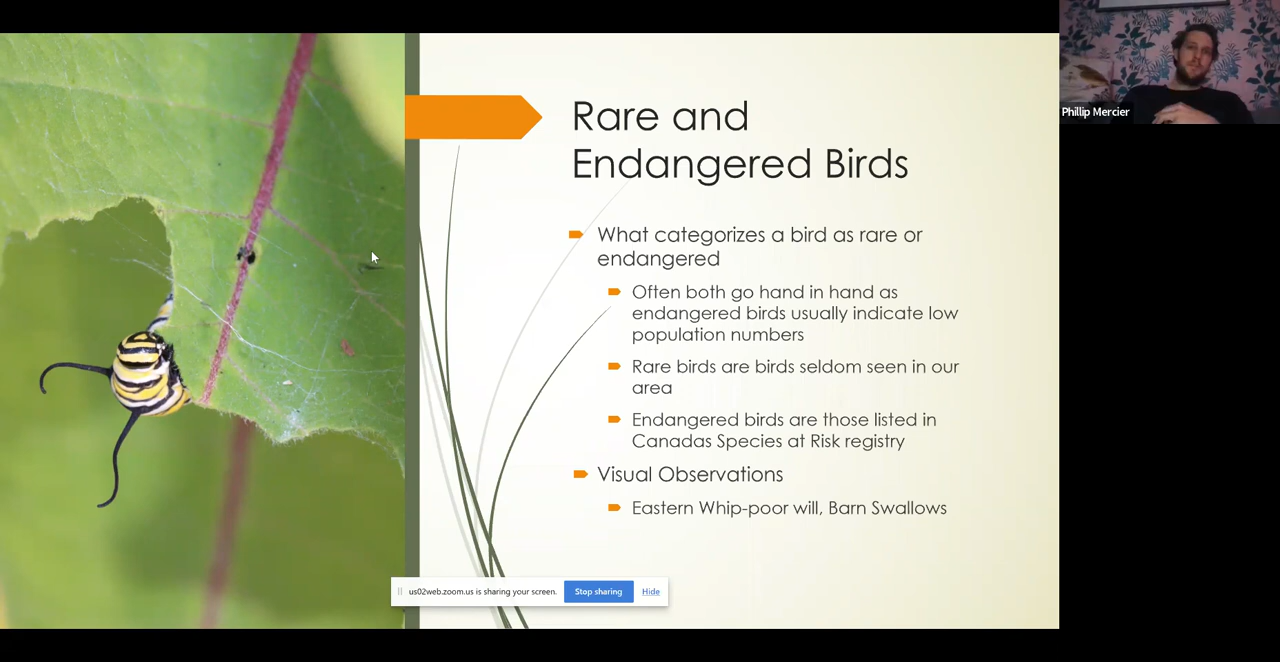 Phillip Mercier
Rare and
Endangered Birds
What categorizes a bird as rare or
endangered
Often both go hand in hand as
endangered birds usually indicate low
population numbers
Rare birds are birds seldom seen in our
area
Endangered birds are those listed in
Canadas Species at Risk registry
Visual Observations
Eastern Whip-poor will, Barn Swallows
us02web.zoom.us is sharing your screen.
Stop sharing
Hide